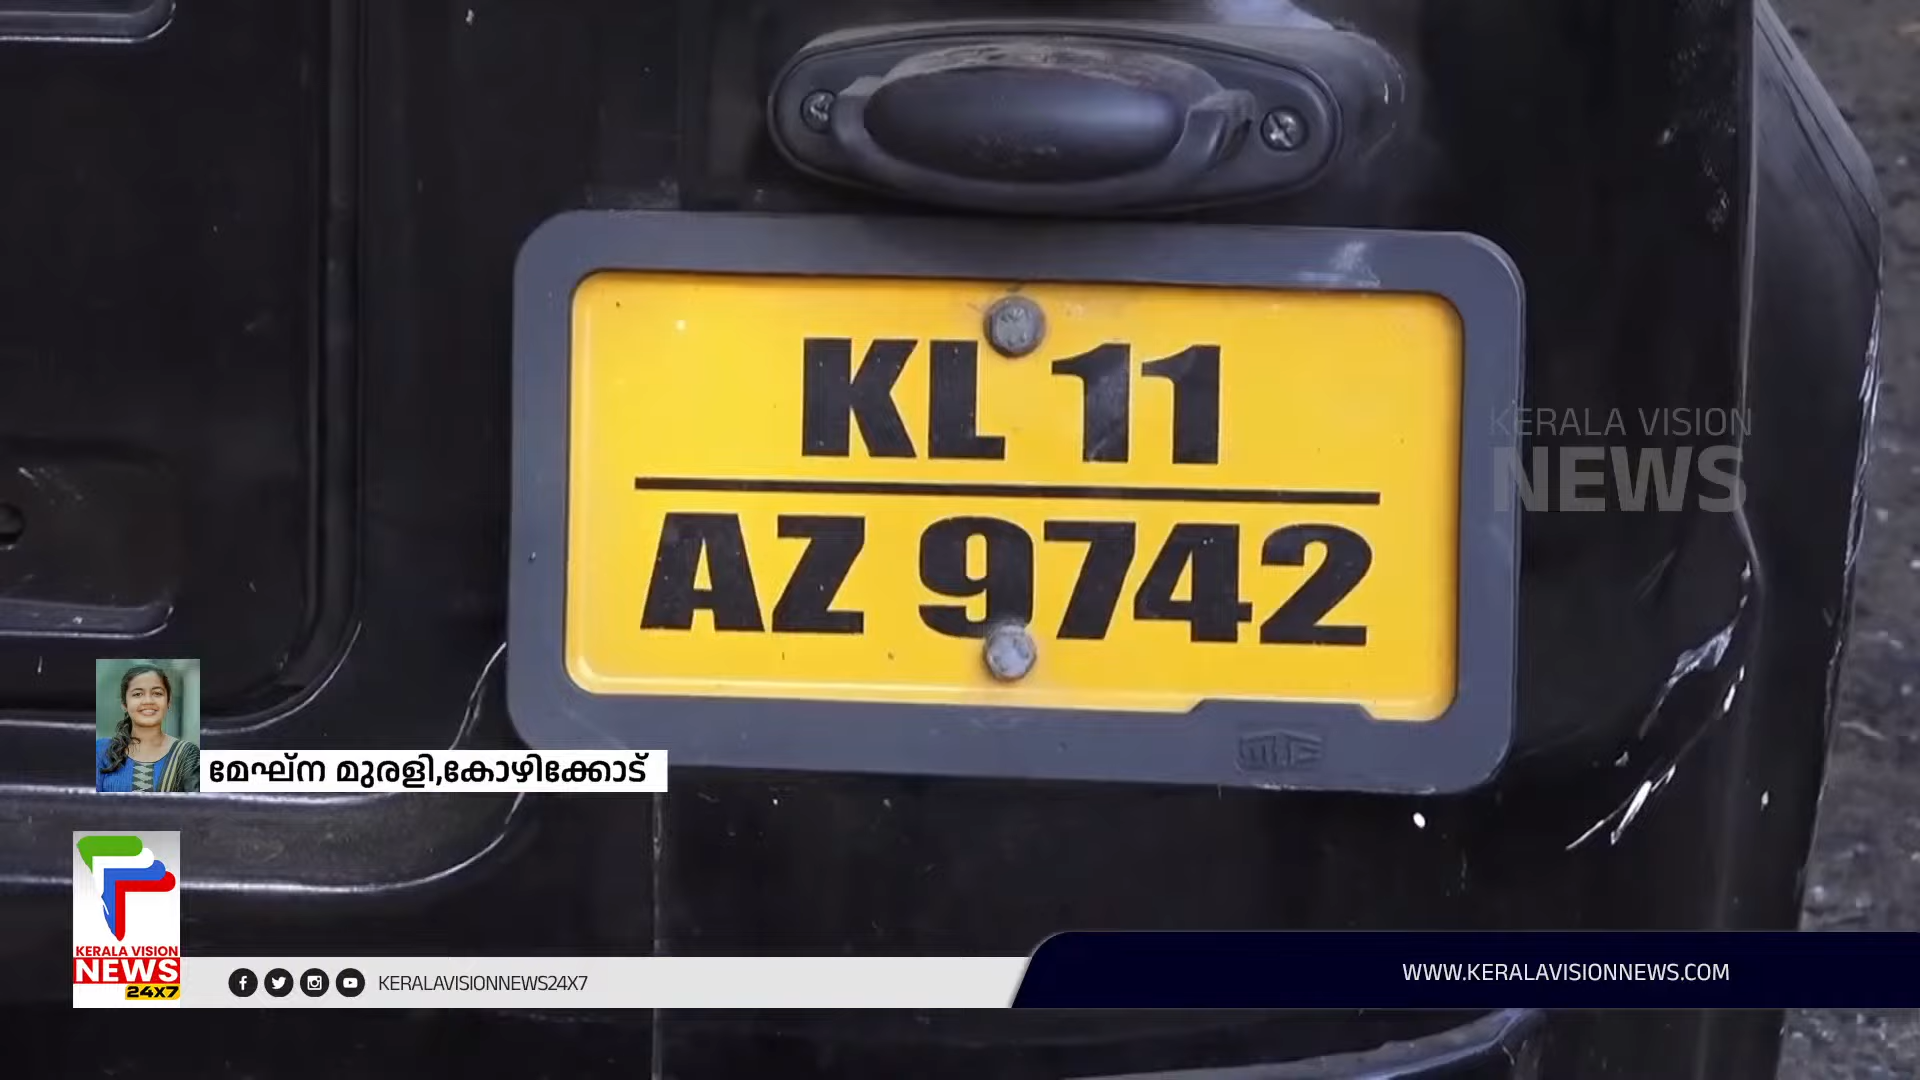 KL 11
AZ 9742
KERALA VISION
NEWS
മേഘ്ന മുരളി,കോഴിക്കോട്
KERALA VISION
NEWS
24X7
KERALAVISIONNEWS24X7
WWW.KERALAVISIONNEWS.COM